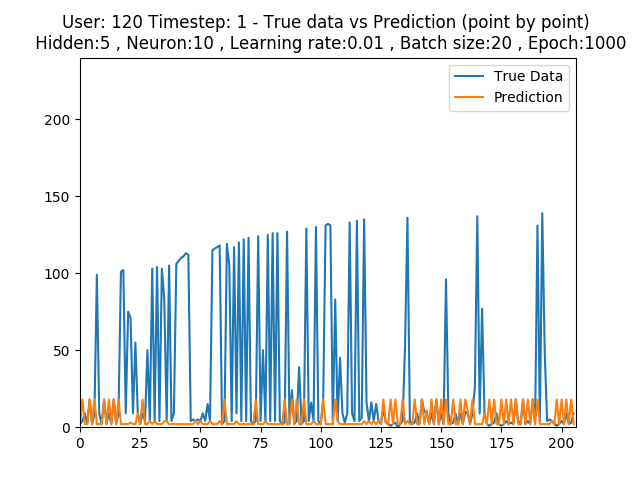 User: 120 Timestep: 1 - True data vs Prediction (point by point)
Hidden:5 , Neuron:10 , Learning rate:0.01 , Batch size:20 , Epoch:1000
True Data
Prediction
200
150
100
50
0
0 25 50 75 100 125 150 175 200